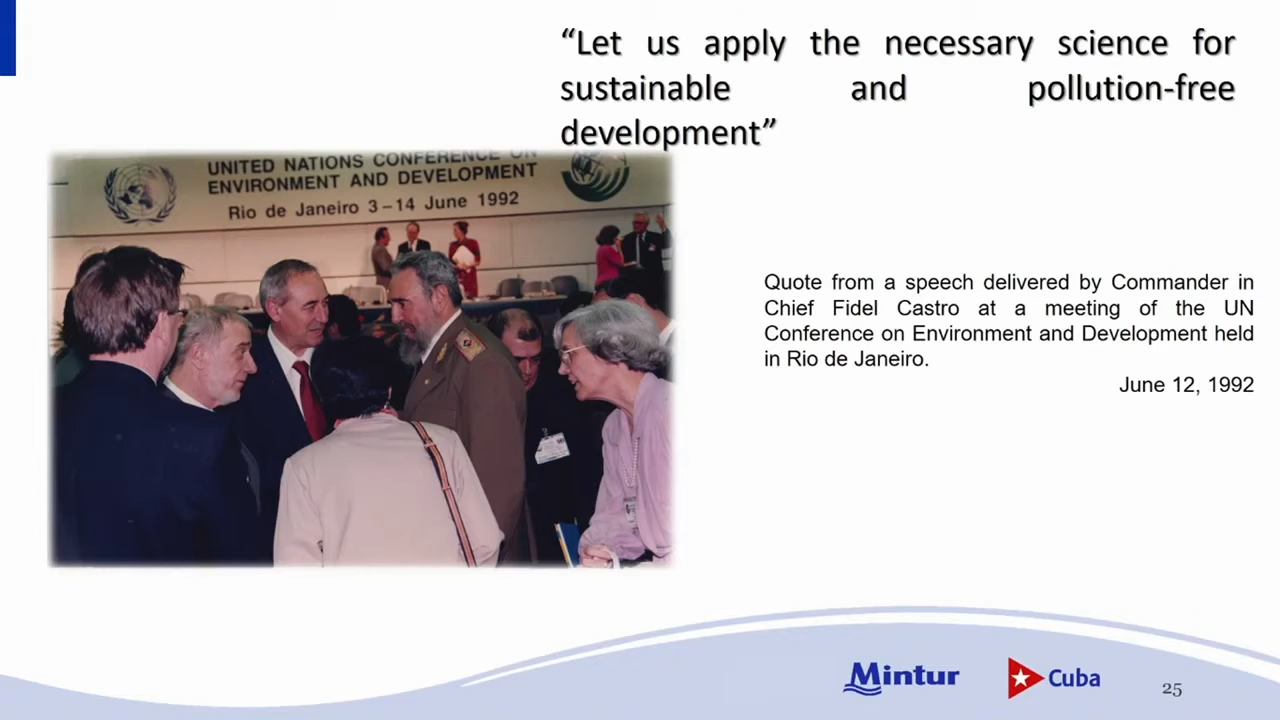 “Let us apply the necessary science for
sustainable and pollution-free
development”
UNITED NATIONS CONFERENCE ON
ENVIRONMENT AND DEVELOPMENT
Rio de Janeiro 3–14 June 1992
Quote from a speech delivered by Commander in
Chief Fidel Castro at a meeting of the UN
Conference on Environment and Development held
in Rio de Janeiro.
June 12, 1992
Mintur
Cuba
25